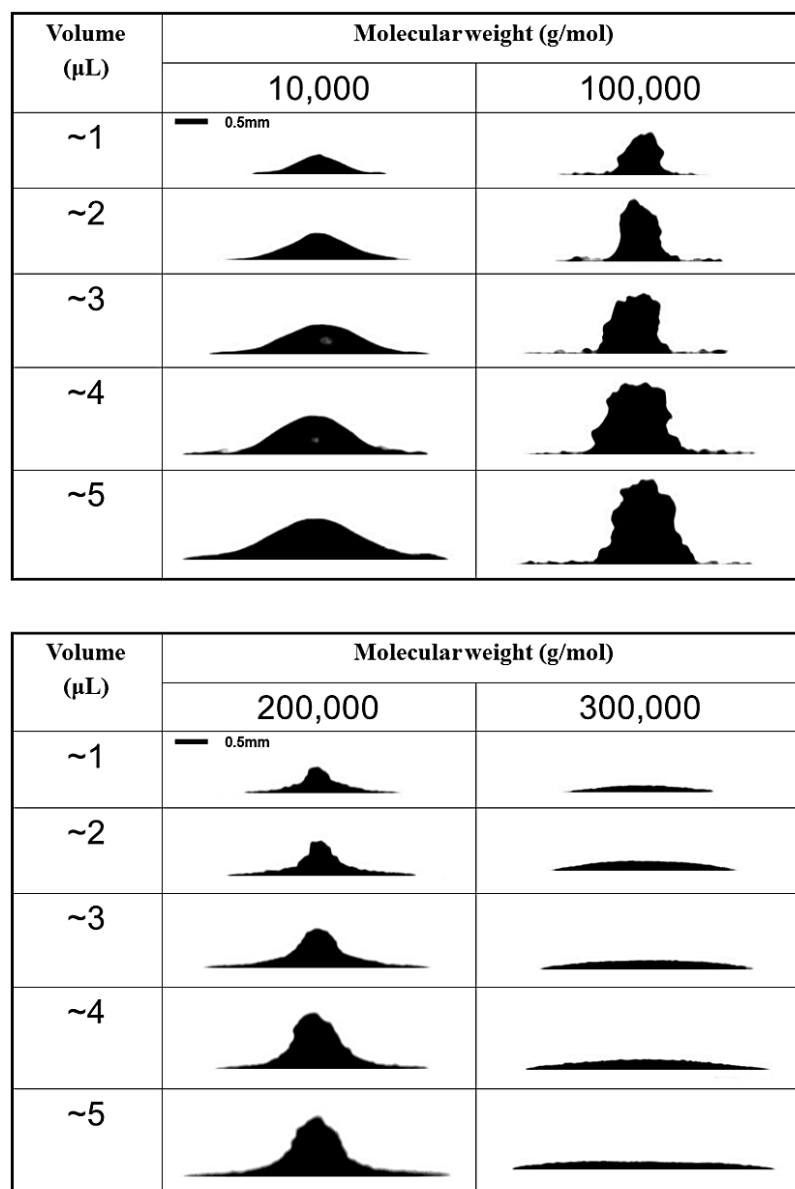 Volume
(μL)
Molecularweight (g/mol)
10,000 100,000
0.5mm
~1
~2
~3
~4
~5
Volume
(μL)
Molecularweight (g/mol)
200,000 300,000
0.5mm
~1
~2
~3
~4
~5